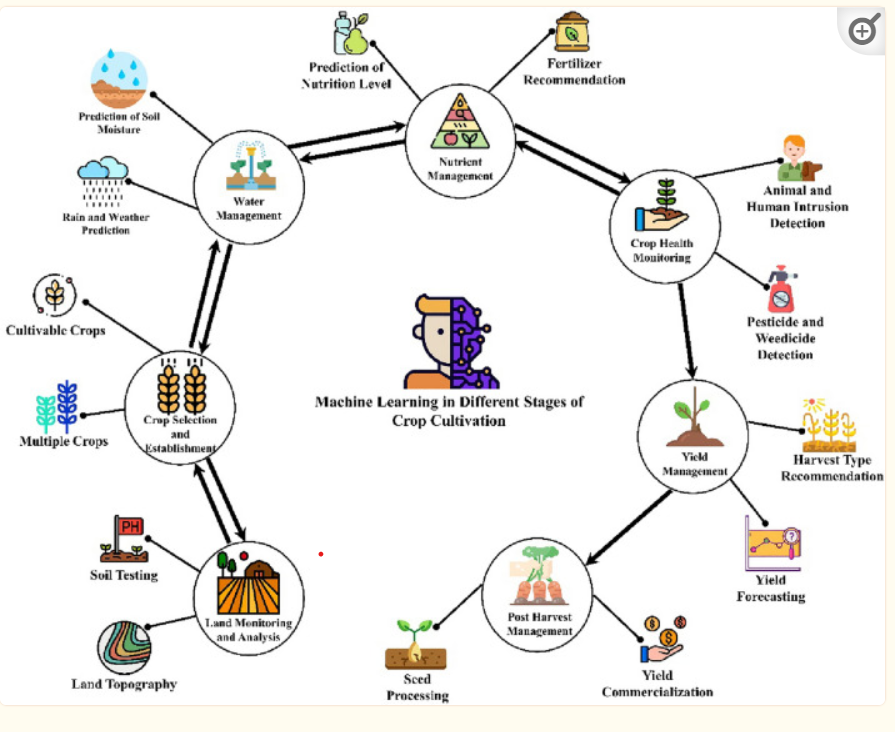 Prediction of
Nutrition Level
Fertilizer
Recommendation
Prediction of Soil
Moisture
Nutrient
Management
Water
Management
Rain and Weather
Prediction
Animal and
Human Intrusion
Detection
Crop Health
Monitoring
Cultivable Crops
Pesticide and
Weedicide
Detection
Machine Learning in Different Stages of
Crop Cultivation
Crop Selection
and
Establishment
Multiple Crops
Yield
Management
Harvest Type
Recommendation
PH
Soil Testing
Yield
Forecasting
Land Monitoring
and Analysis
Post Harvest
Management
Land Topography
Seed
Processing
Yield
Commercialization